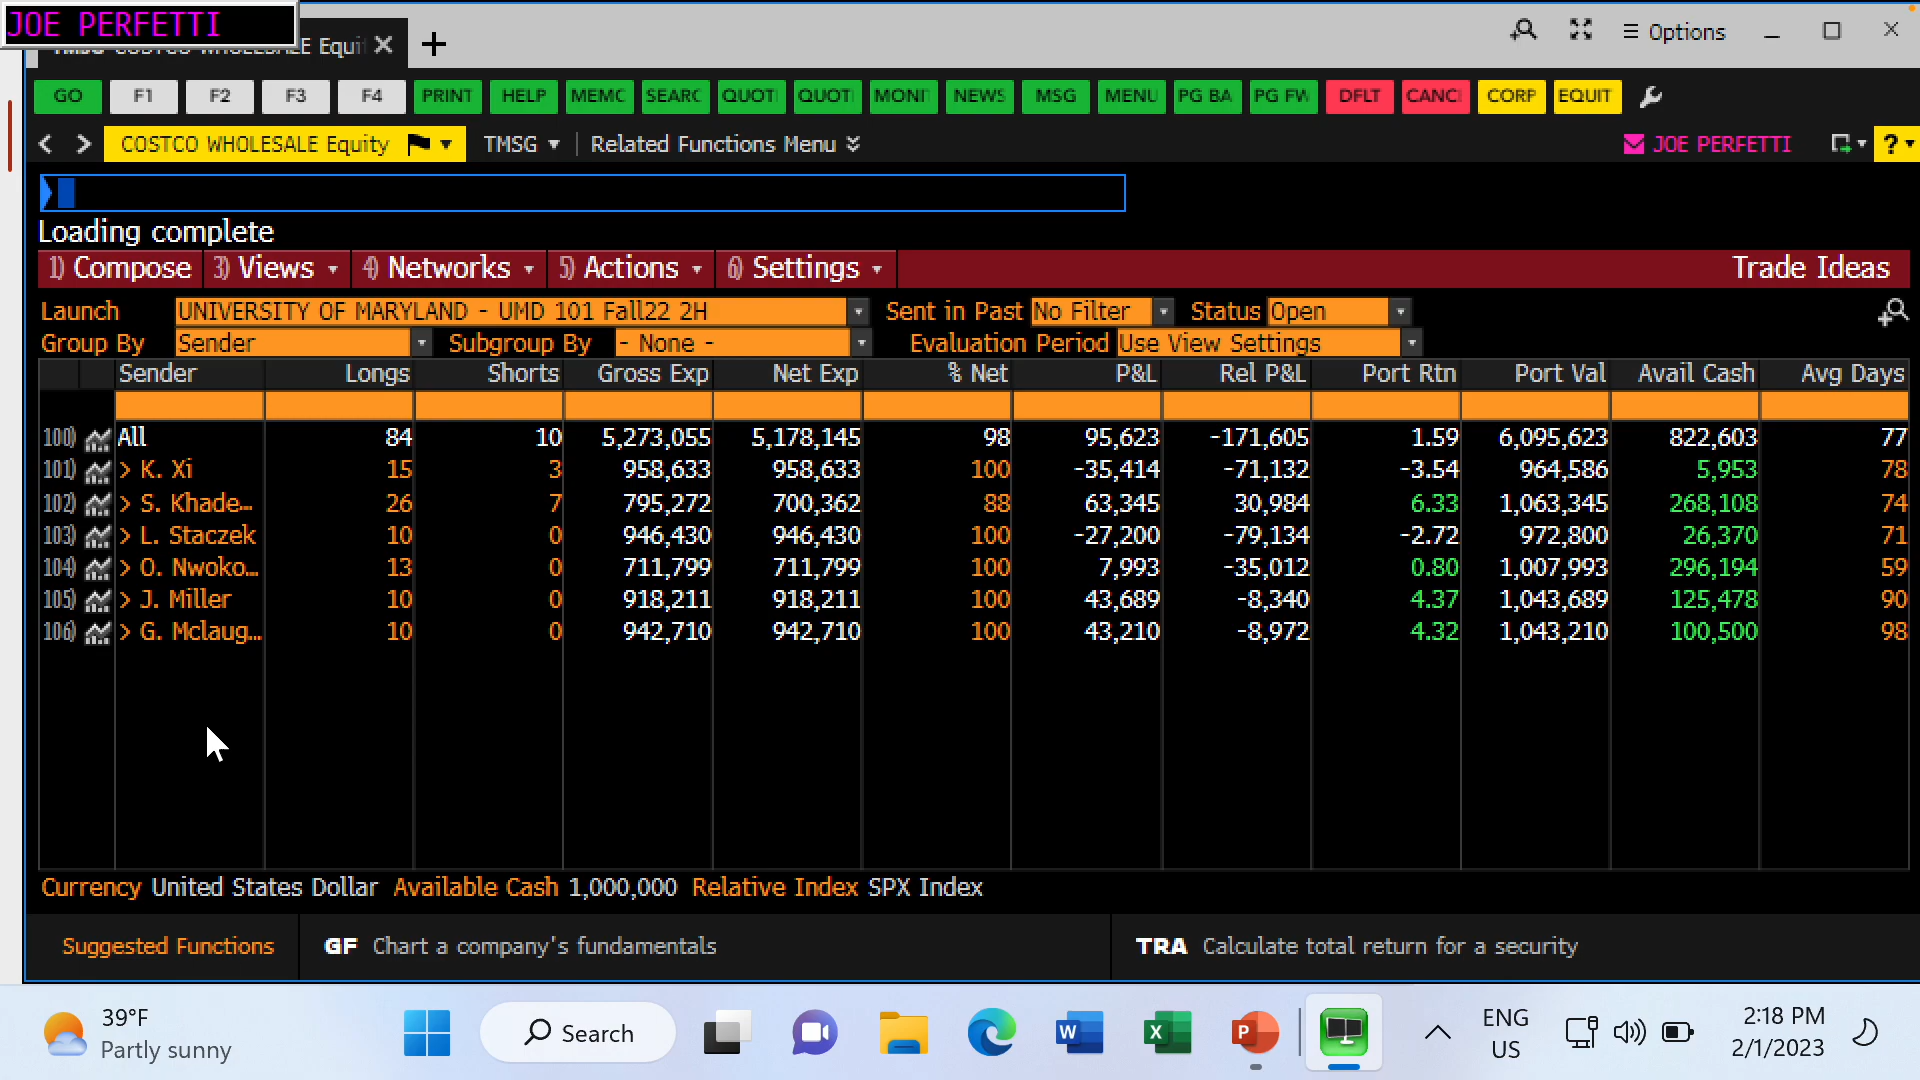 JOE PERFETTI
TMSG COSTCO WHOLESALE Equi
Options
GO F1 F2 F3 F4 PRINT HELP MEMC SEARC QUOT QUOT MONI NEWS MSG MENU PG BA PG FW DFLT CANC CORP EQUIT
COSTCO WHOLESALE Equity TMSG Related Functions Menu JOE PERFETTI ?
Loading complete
1) Compose 3) Views 4) Networks 5) Actions 6) Settings Trade Ideas
Launch UNIVERSITY OF MARYLAND - UMD 101 Fall22 2H Sent in Past No Filter Status Open
Group By Sender Subgroup By - None - Evaluation Period Use View Settings
Sender Longs Shorts Gross Exp Net Exp % Net P&L Rel P&L Port Rtn Port Val Avail Cash Avg Days
100) All 84 10 5,273,055 5,178,145 98 95,623 -171,605 1.59 6,095,623 822,603 77
101) > K. Xi 15 3 958,633 958,633 100 -35,414 -71,132 -3.54 964,586 5,953 78
102) > S. Khade... 26 7 795,272 700,362 88 63,345 30,984 6.33 1,063,345 268,108 74
103) > L. Staczek 10 0 946,430 946,430 100 -27,200 -79,134 -2.72 972,800 26,370 71
104) > O. Nwoko... 13 0 711,799 711,799 100 7,993 -35,012 0.80 1,007,993 296,194 59
105) > J. Miller 10 0 918,211 918,211 100 43,689 -8,340 4.37 1,043,689 125,478 90
106) > G. Mclaug... 10 0 942,710 942,710 100 43,210 -8,972 4.32 1,043,210 100,500 98
Currency United States Dollar Available Cash 1,000,000 Relative Index SPX Index
Suggested Functions GF Chart a company's fundamentals TRA Calculate total return for a security
39°F
Partly sunny
Search
W X P
ENG
US
2:18 PM
2/1/2023